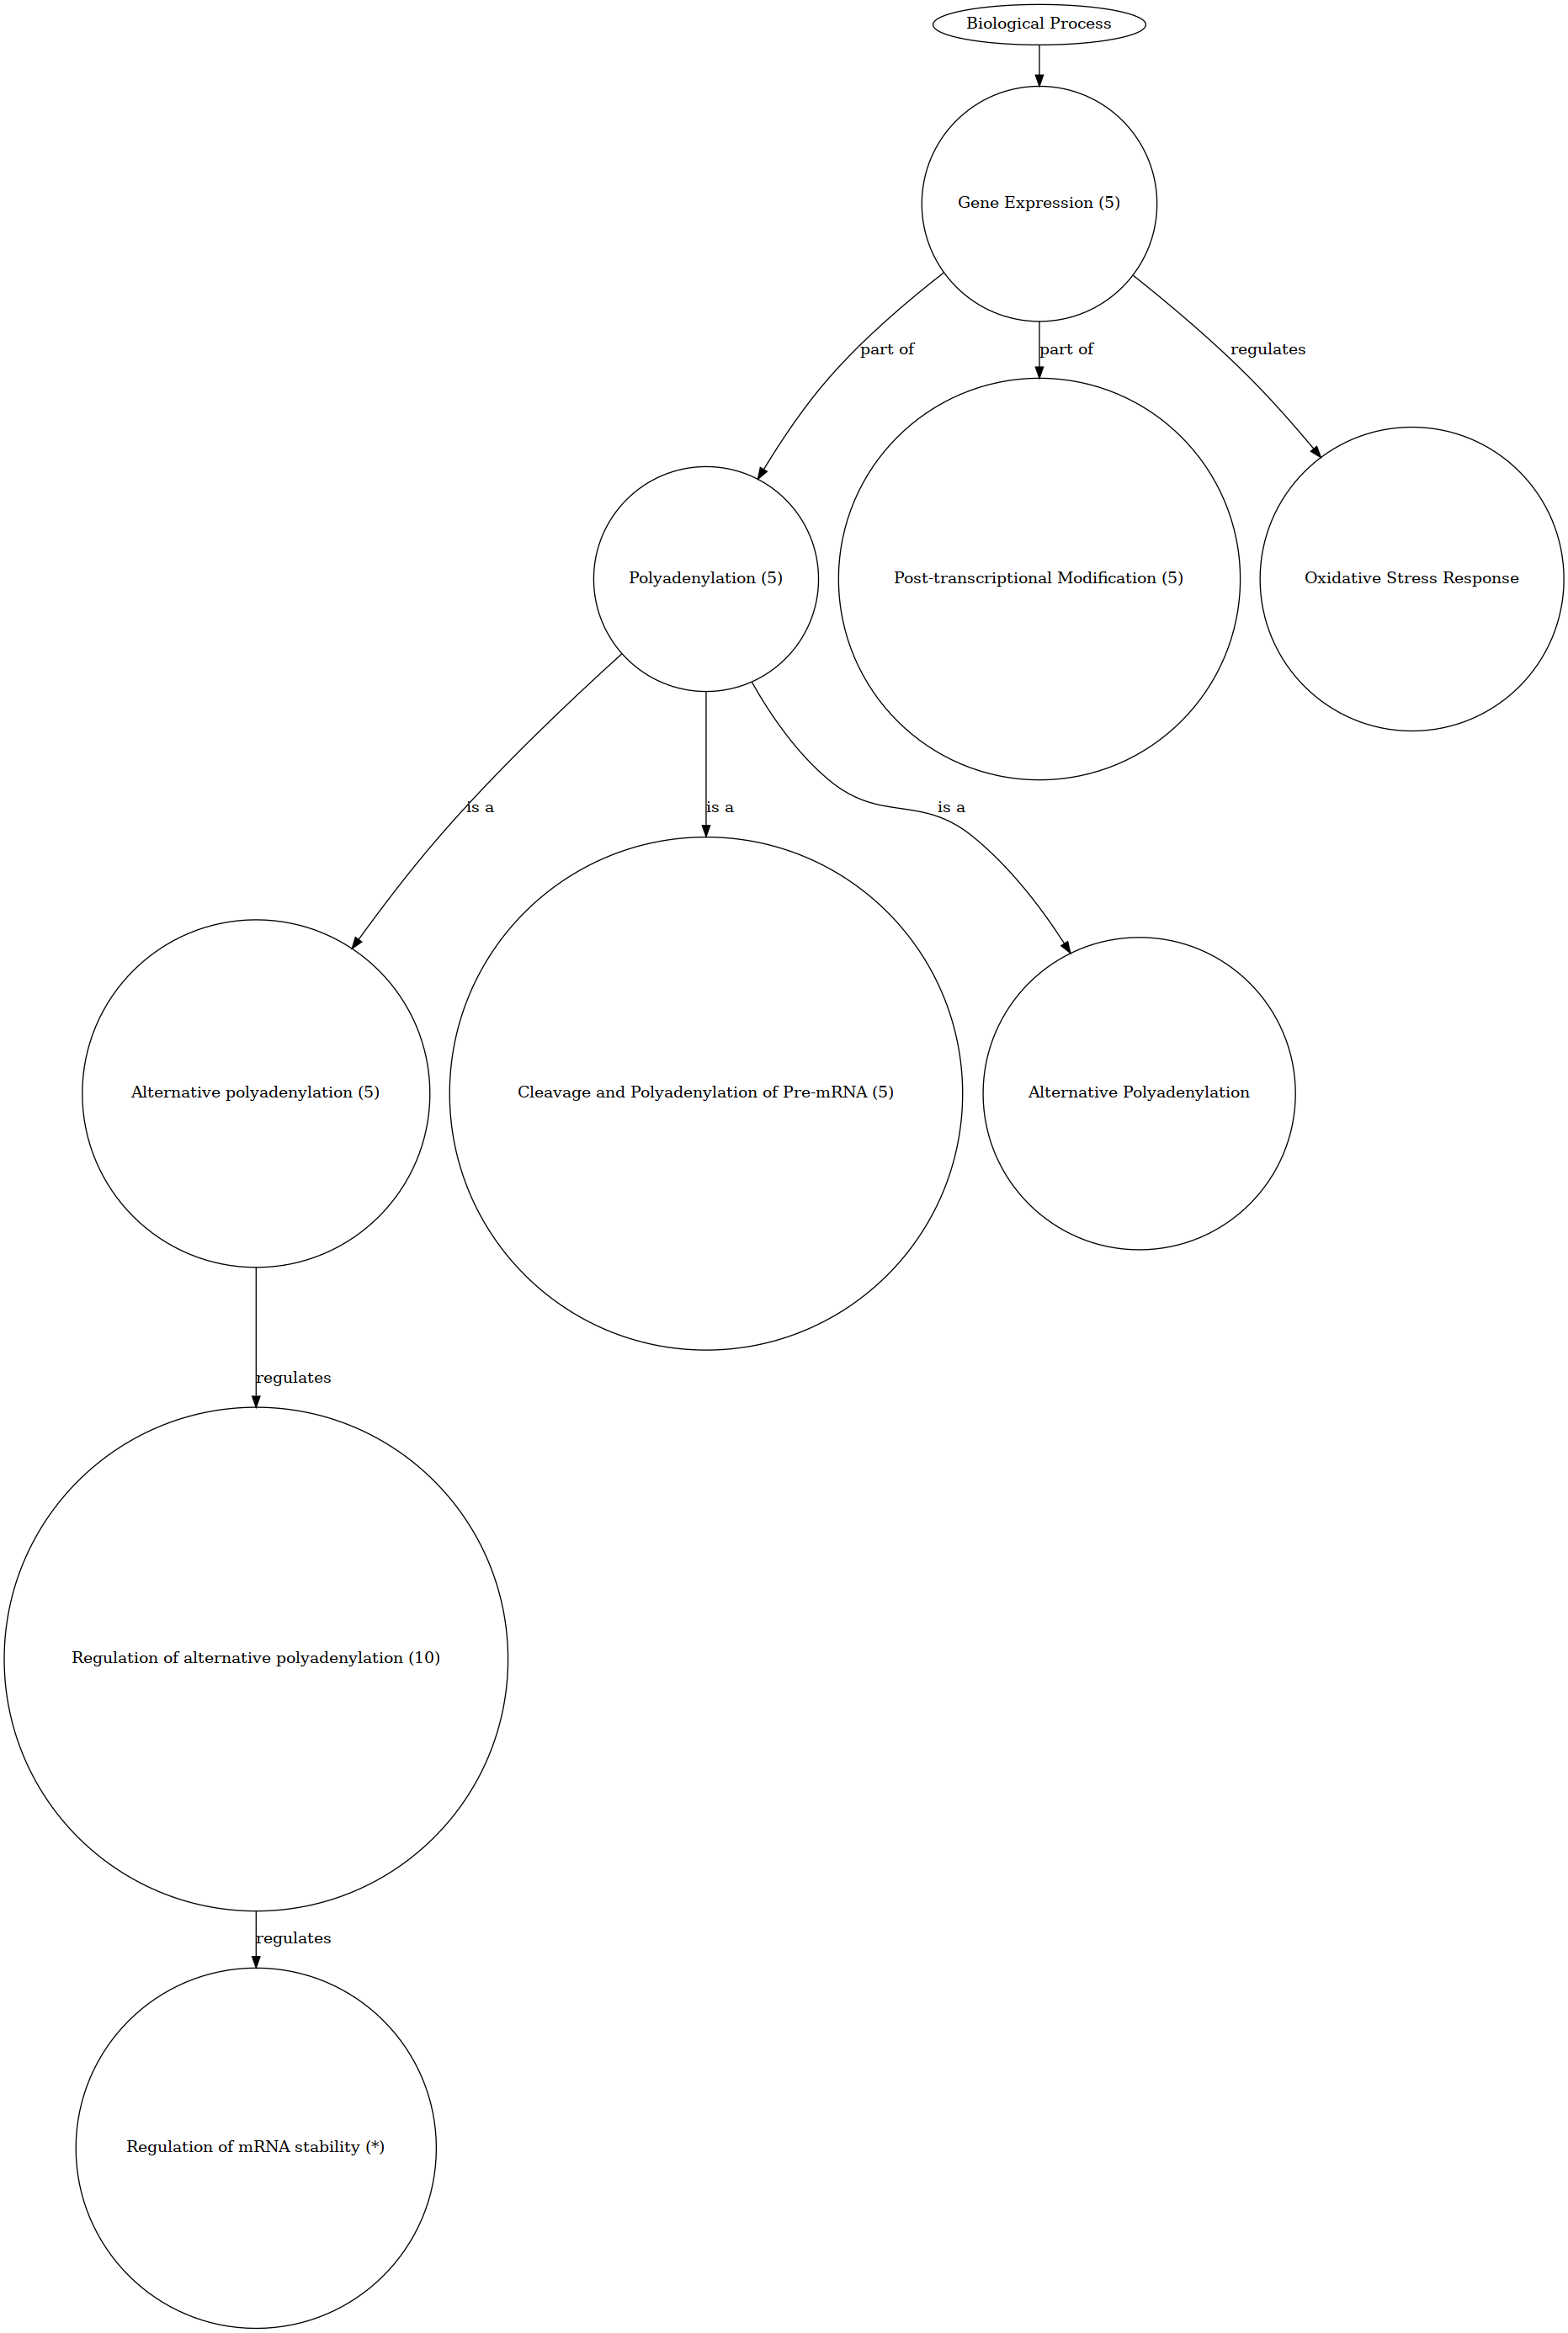 Biological Process
Gene Expression (5)
part of
part of
regulates
Polyadenylation (5)
Post-transcriptional Modification (5)
Oxidative Stress Response
is a
is a
is a
Alternative polyadenylation (5)
Cleavage and Polyadenylation of Pre-mRNA (5)
Alternative Polyadenylation
regulates
Regulation of alternative polyadenylation (10)
regulates
Regulation of mRNA stability (*)